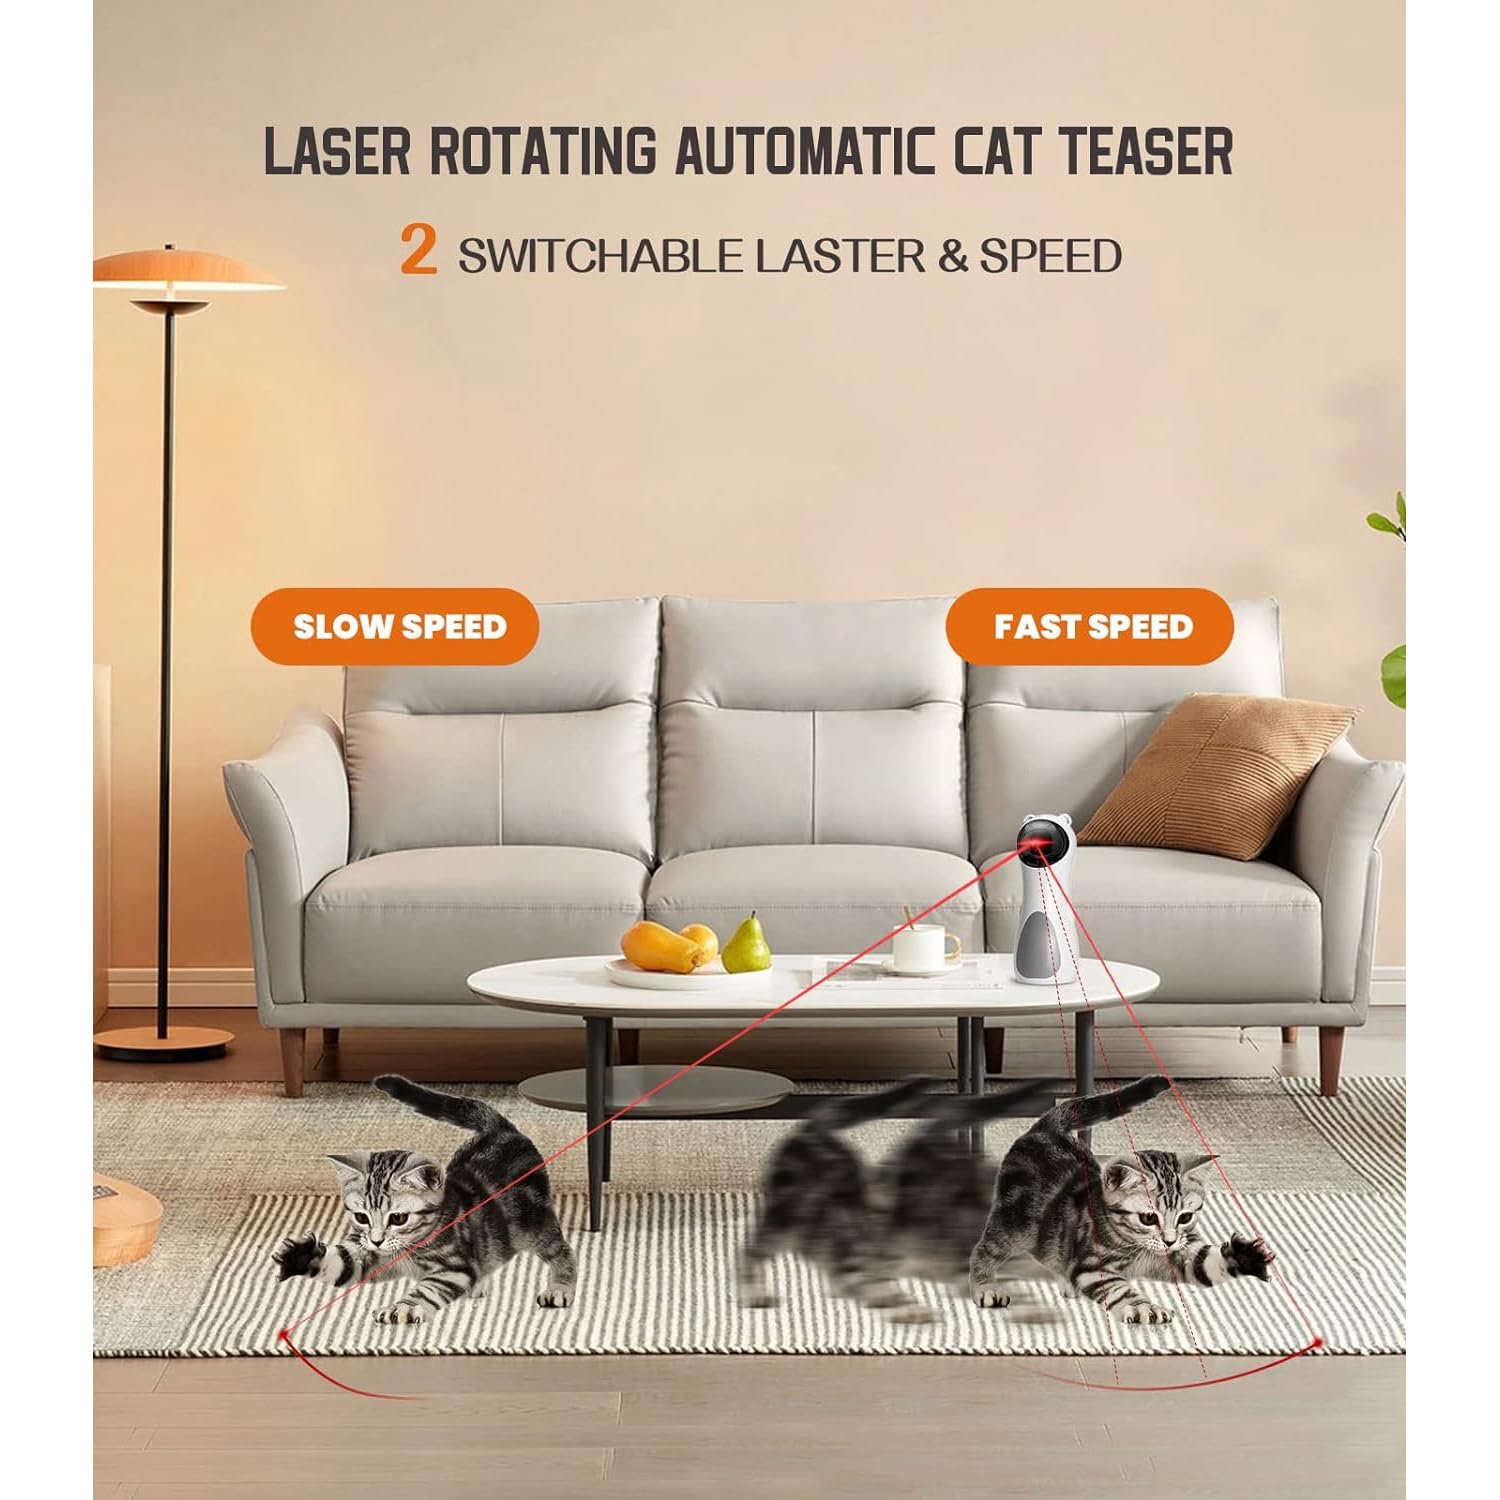 LASER ROTATING AUTOMATIC CAT TEASER
2 SWITCHABLE LASTER & SPEED
SLOW SPEED
FAST SPEED